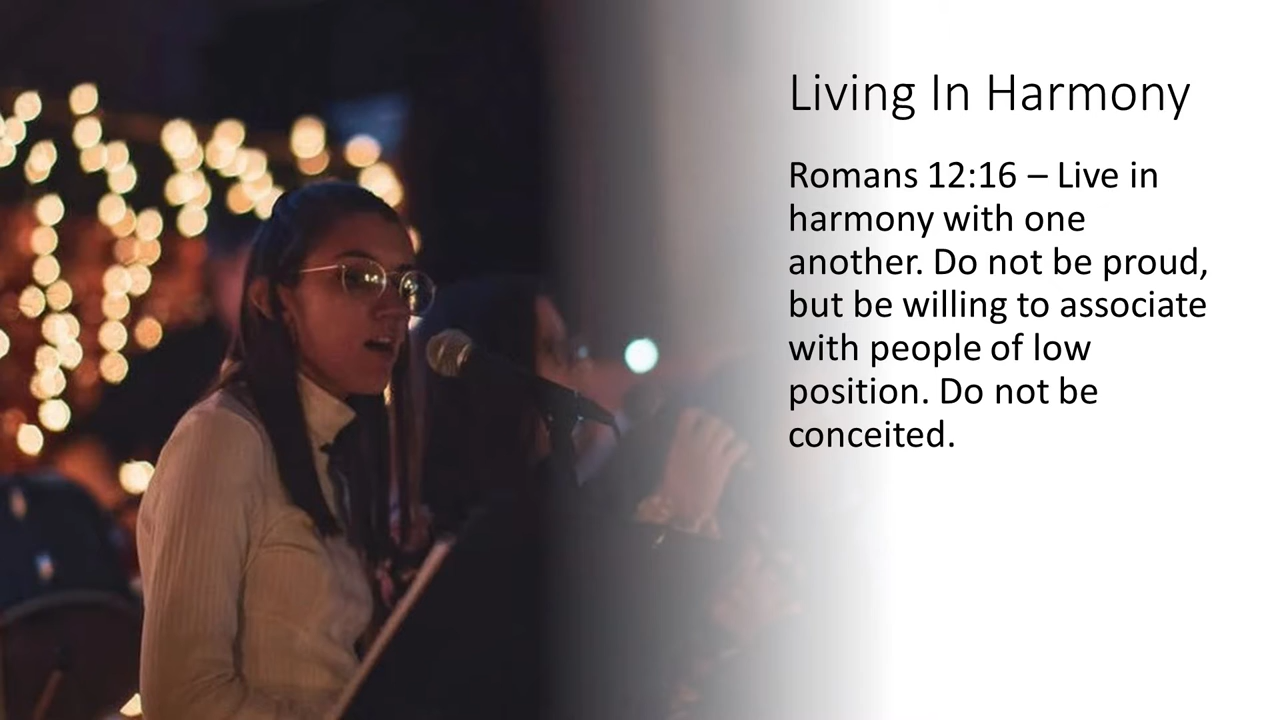 Living In Harmony
Romans 12:16 – Live in
harmony with one
another. Do not be proud,
but be willing to associate
with people of low
position. Do not be
conceited.